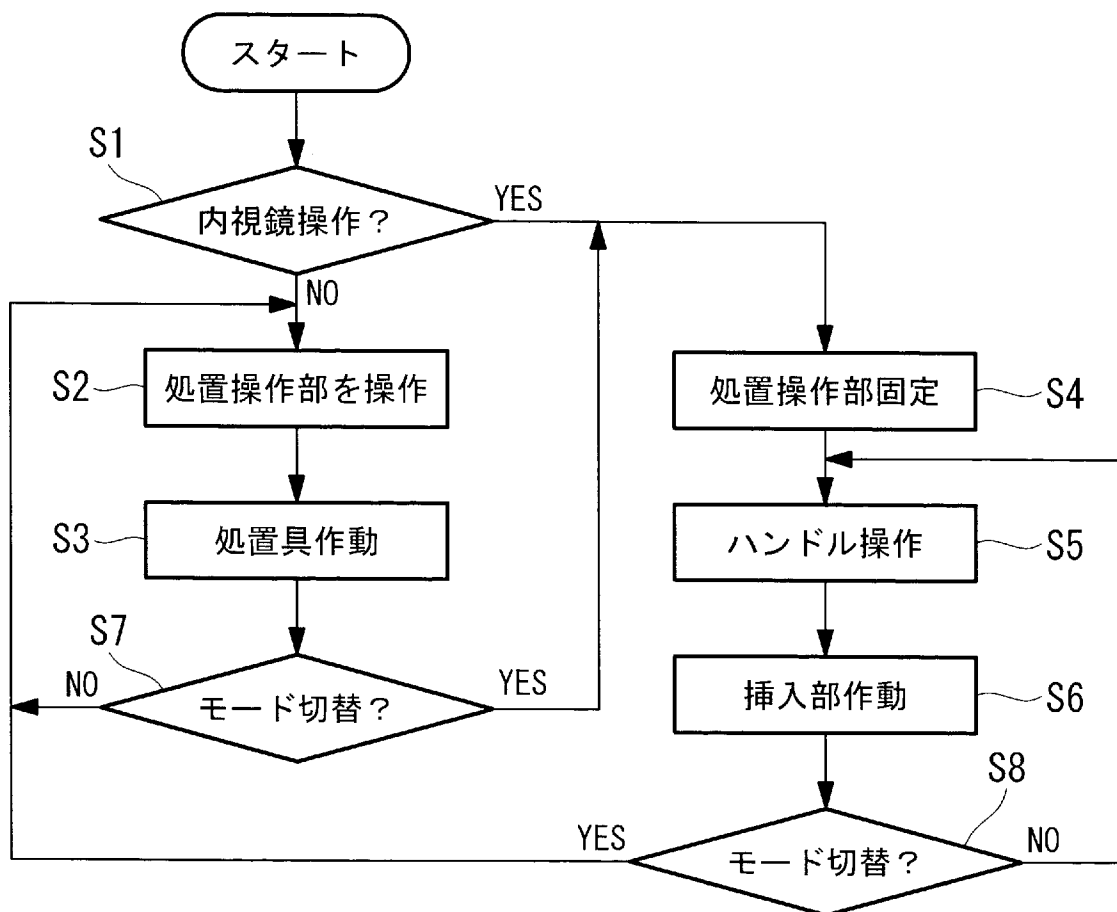 スタート
S1
内視鏡操作？
YES
NO
S2
処置操作部を操作
処置操作部固定
S4
S3
処置具作動
ハンドル操作
S5
S7
NO
モード切替？
YES
挿入部作動
S6
S8
YES
モード切替？
NO